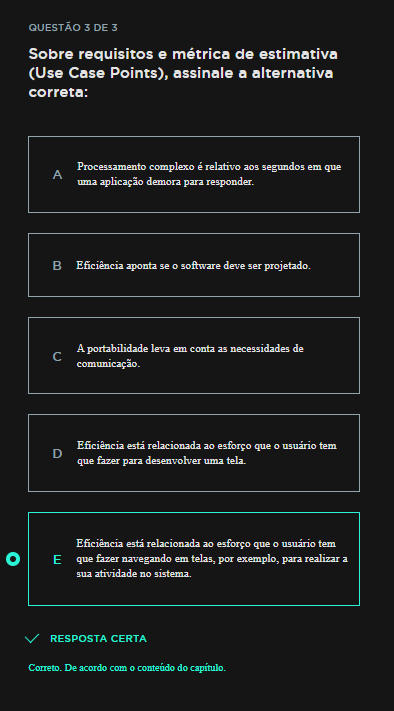 QUESTÃO 3 DE 3
Sobre requisitos e métrica de estimativa
(Use Case Points), assinale a alternativa
correta:
A
Processamento complexo é relativo aos segundos em que
uma aplicação demora para responder.
B
Eficiência aponta se o software deve ser projetado.
C
A portabilidade leva em conta as necessidades de
comunicação.
D
Eficiência está relacionada ao esforço que o usuário tem
que fazer para desenvolver uma tela.
E
Eficiência está relacionada ao esforço que o usuário tem
que fazer navegando em telas, por exemplo, para realizar a
sua atividade no sistema.
RESPOSTA CERTA
Correto. De acordo com o conteúdo do capítulo.